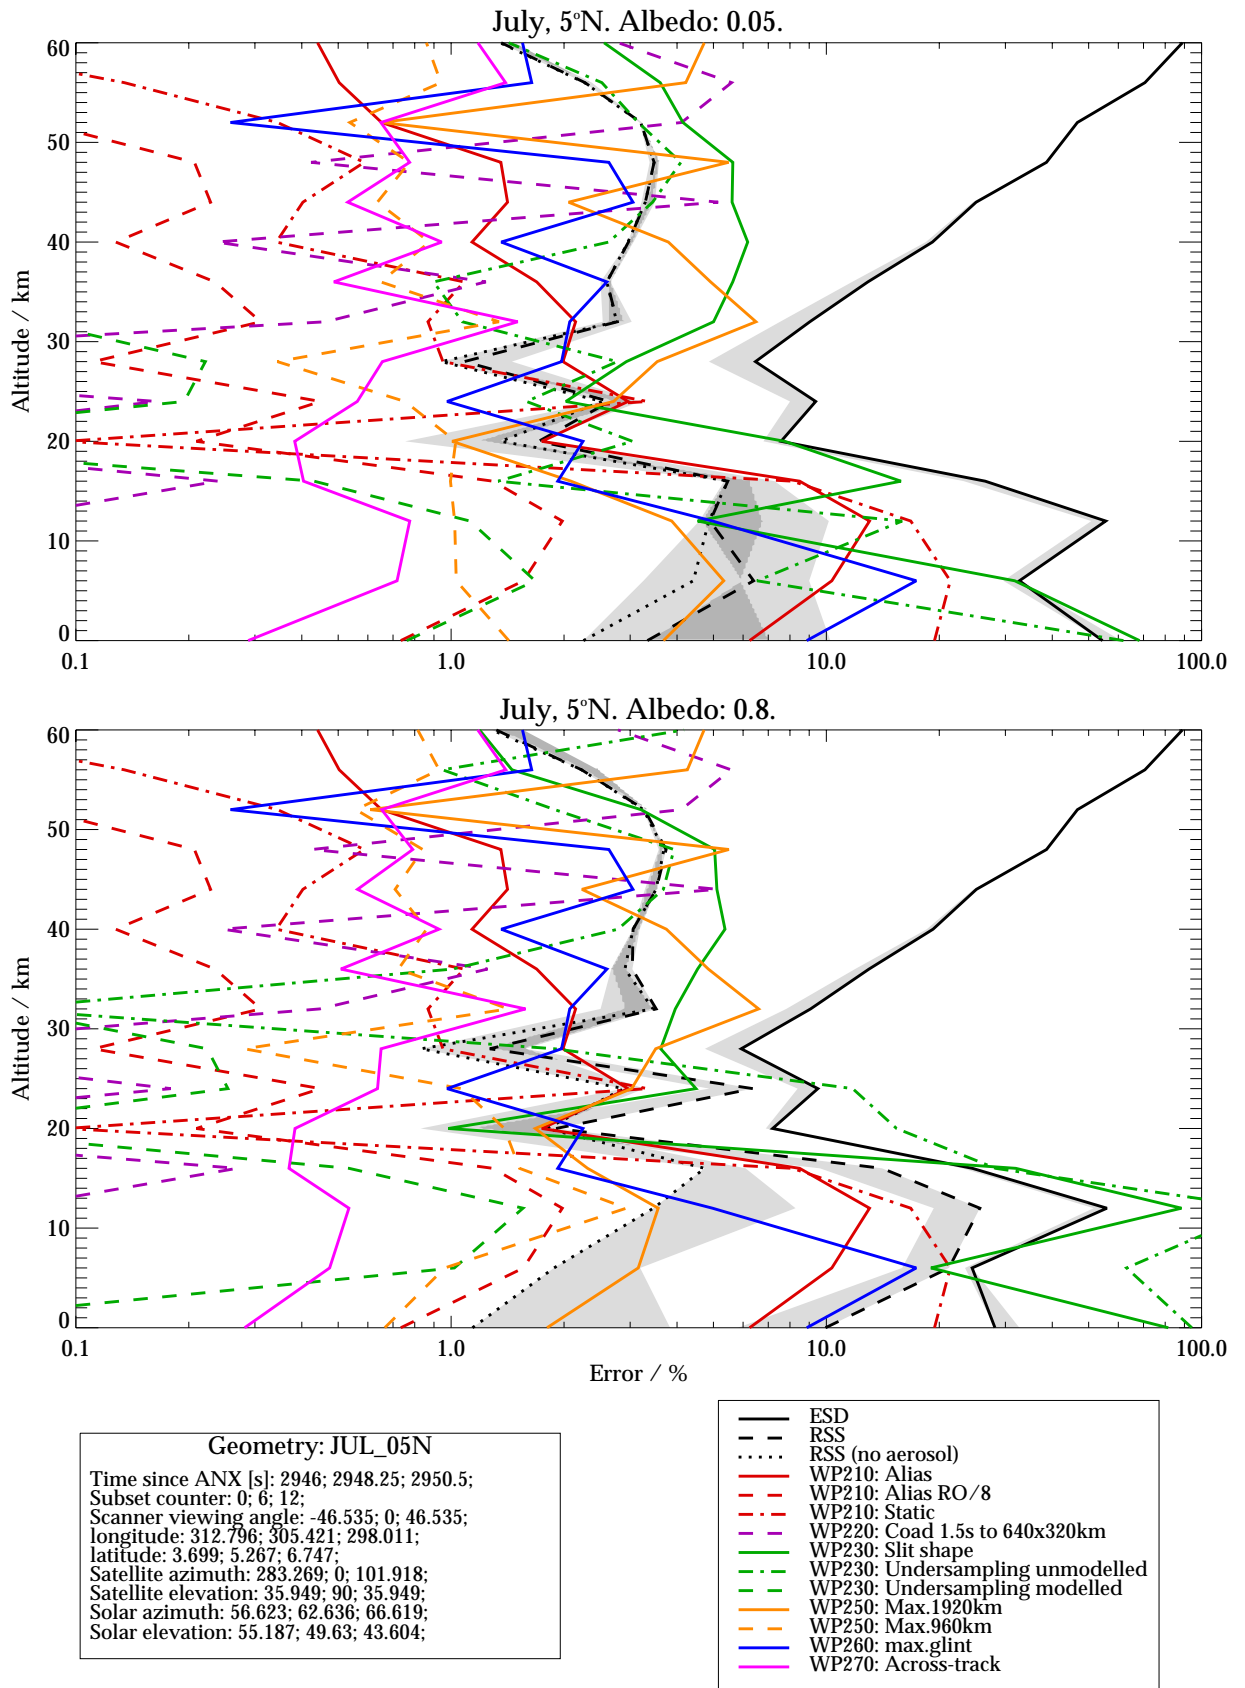 July, 5°N. Albedo: 0.05.
60
50
40
30
20
10
0
Altitude / km
0.1 1.0 10.0 100.0
July, 5°N. Albedo: 0.8.
60
50
40
30
20
10
0
Altitude / km
0.1 1.0 10.0 100.0
Error / %
Geometry: JUL_05N
Time since ANX [s]: 2946; 2948.25; 2950.5;
Subset counter: 0; 6; 12;
Scanner viewing angle: -46.535; 0; 46.535;
longitude: 312.796; 305.421; 298.011;
latitude: 3.699; 5.267; 6.747;
Satellite azimuth: 283.269; 0; 101.918;
Satellite elevation: 35.949; 90; 35.949;
Solar azimuth: 56.623; 62.636; 66.619;
Solar elevation: 55.187; 49.63; 43.604;
ESD
RSS
RSS (no aerosol)
WP210: Alias
WP210: Alias RO/8
WP210: Static
WP220: Coad 1.5s to 640x320km
WP230: Slit shape
WP230: Undersampling unmodelled
WP230: Undersampling modelled
WP250: Max.1920km
WP250: Max.960km
WP260: max.glint
WP270: Across-track